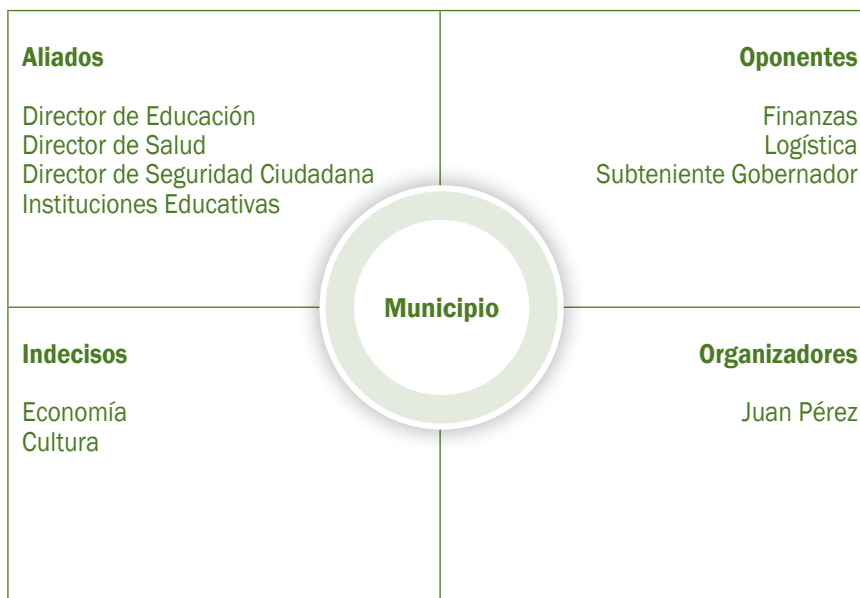 Aliados
Director de Educación
Director de Salud
Director de Seguridad Ciudadana
Instituciones Educativas
Oponentes
Finanzas
Logística
Subteniente Gobernador
Municipio
Indecisos
Economía
Cultura
Organizadores
Juan Pérez